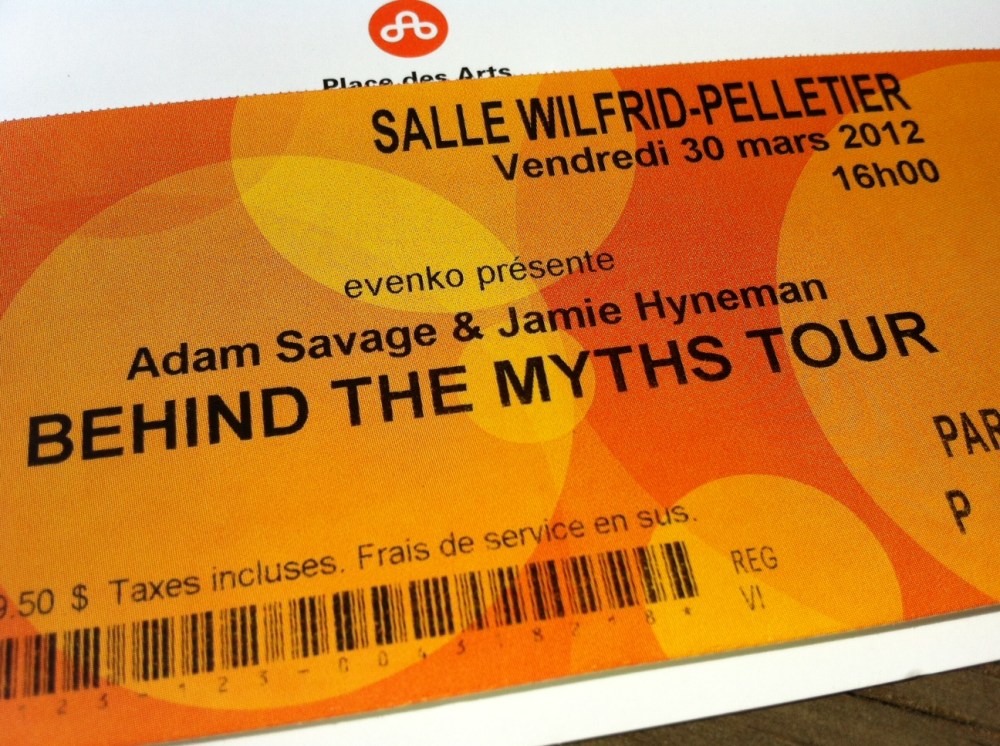 Place des Arts
SALLE WILFRID-PELLETIER
Vendredi 30 mars 2012
16h00
evenko présente
Adam Savage & Jamie Hyneman
BEHIND THE MYTHS TOUR
PAR
P
9.50 $ Taxes incluses. Frais de service en sus.
REG
VI